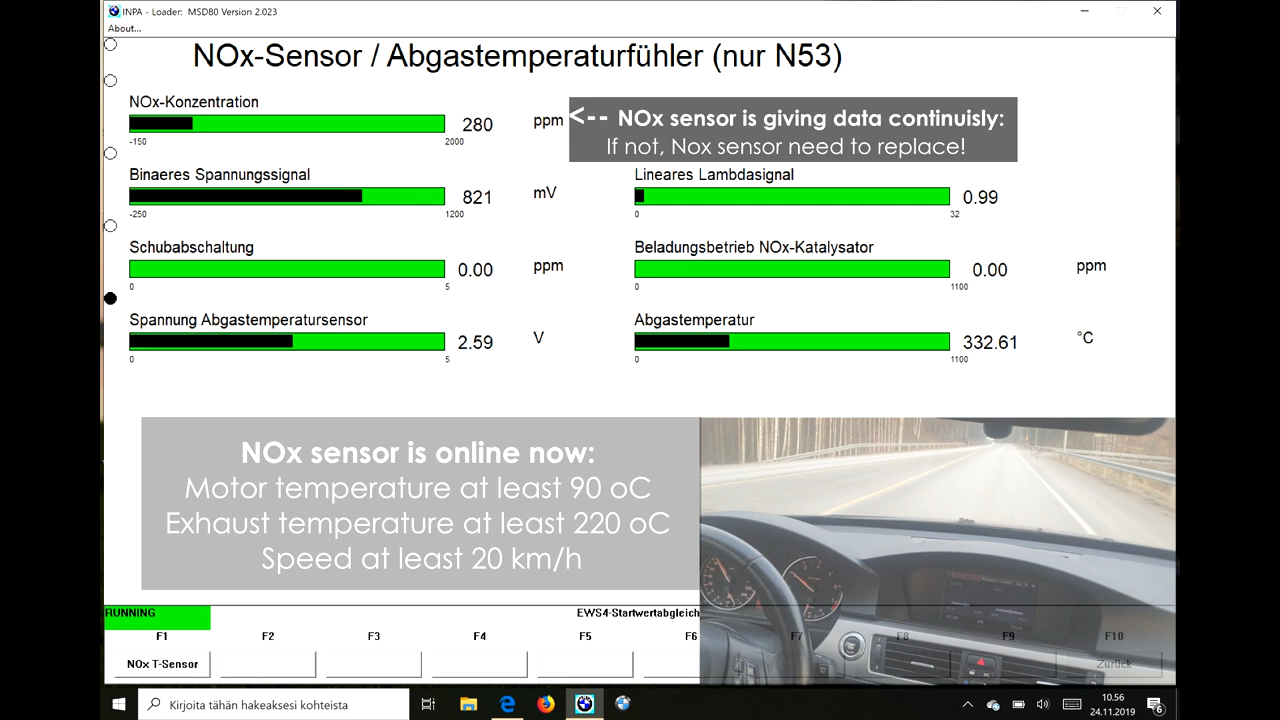 INPA - Loader: MSD80 Version 2.023
About...
NOx-Sensor / Abgastemperaturfühler (nur N53)
NOx-Konzentration
280 ppm
-150 2000
<-- NOx sensor is giving data continuisly:
If not, Nox sensor need to replace!
Binaeres Spannungssignal
821 mV
-250 1200
Lineares Lambdasignal
0.99
0 32
Schubabschaltung
0.00 ppm
0 5
Beladungsbetrieb NOx-Katalysator
0.00 ppm
0 1100
Spannung Abgastemperatursensor
2.59 V
0 5
Abgastemperatur
332.61 °C
0 1100
NOx sensor is online now:
Motor temperature at least 90 oC
Exhaust temperature at least 220 oC
Speed at least 20 km/h
RUNNING
EWS4-Startwertabgleich
F1 F2 F3 F4 F5 F6 F7 F8 F9 F10
NOx T-Sensor
Zurück
Kirjoita tähän hakeaksesi kohteista
10.56
24.11.2019
6